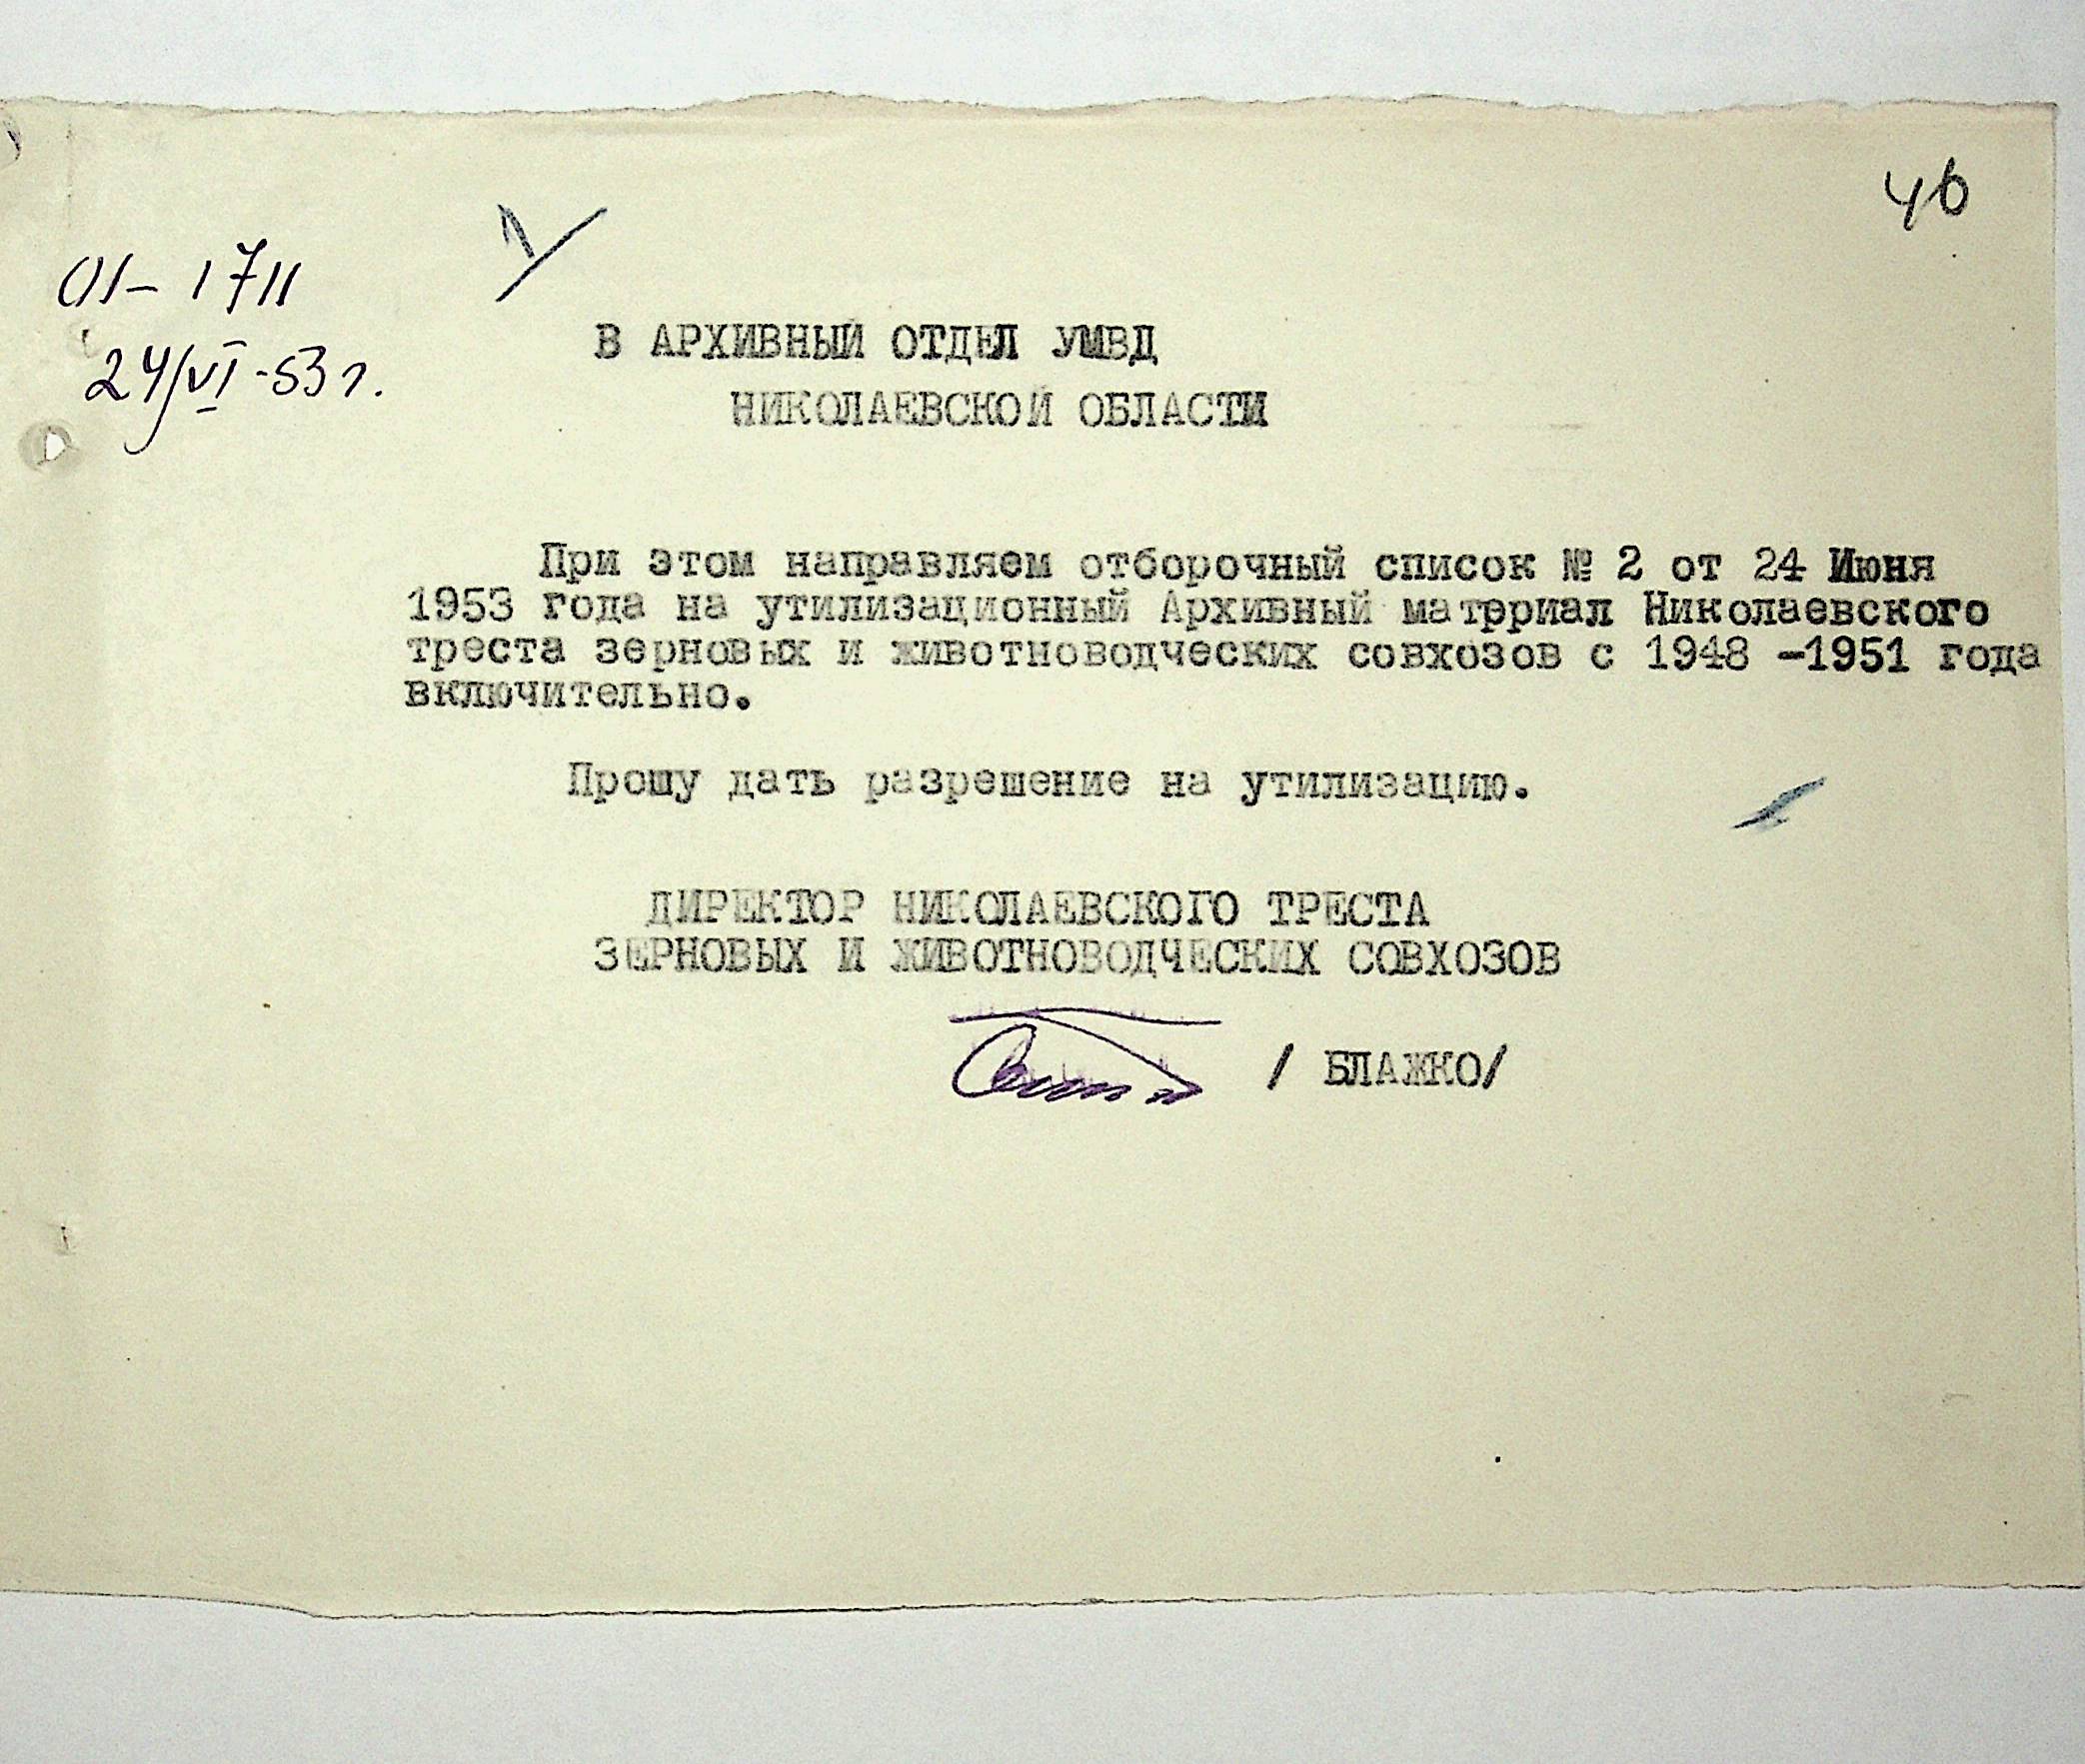 46
01-1711
24/VI-53 г.
В АРХИВНЫЙ ОТДЕЛ УМВД
НИКОЛАЕВСКОЙ ОБЛАСТИ
При этом направляем отборочный список № 2 от 24 Июня
1953 года на утилизационный Архивный матрриал Николаевского
треста зерновых и животноводческих совхозов с 1948 -1951 года
включительно.
Прошу дать разрешение на утилизацию.
ДИРЕКТОР НИКОЛАЕВСКОГО ТРЕСТА
ЗЕРНОВЫХ И ЖИВОТНОВОДЧЕСКИХ СОВХОЗОВ
/ БЛАЖКО/